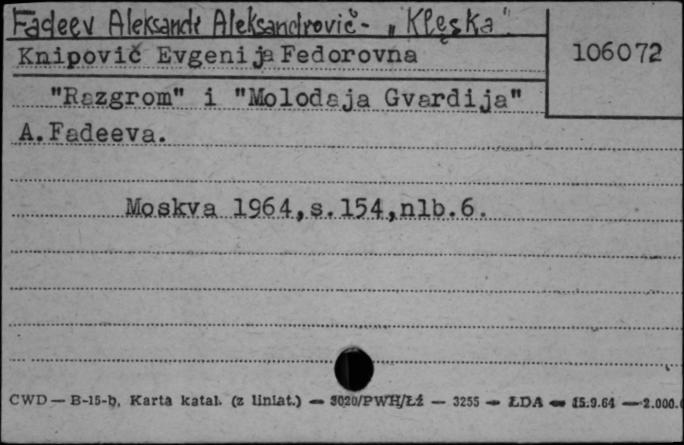 Fadeev Aleksandr Aleksandrovič - „Klęska"
Knipovič Evgenija Fedorovna
106072
"Razgrom" i "Molodaja Gvardija"
A.Fadeeva.
Moskva 1964,s.154,nlb.6.
CWD — B-15-b, Karta katal. (z liniat.) — 3020/PWH/Łź — 3255 — ŁDA — 15.9.64 — 2.000.